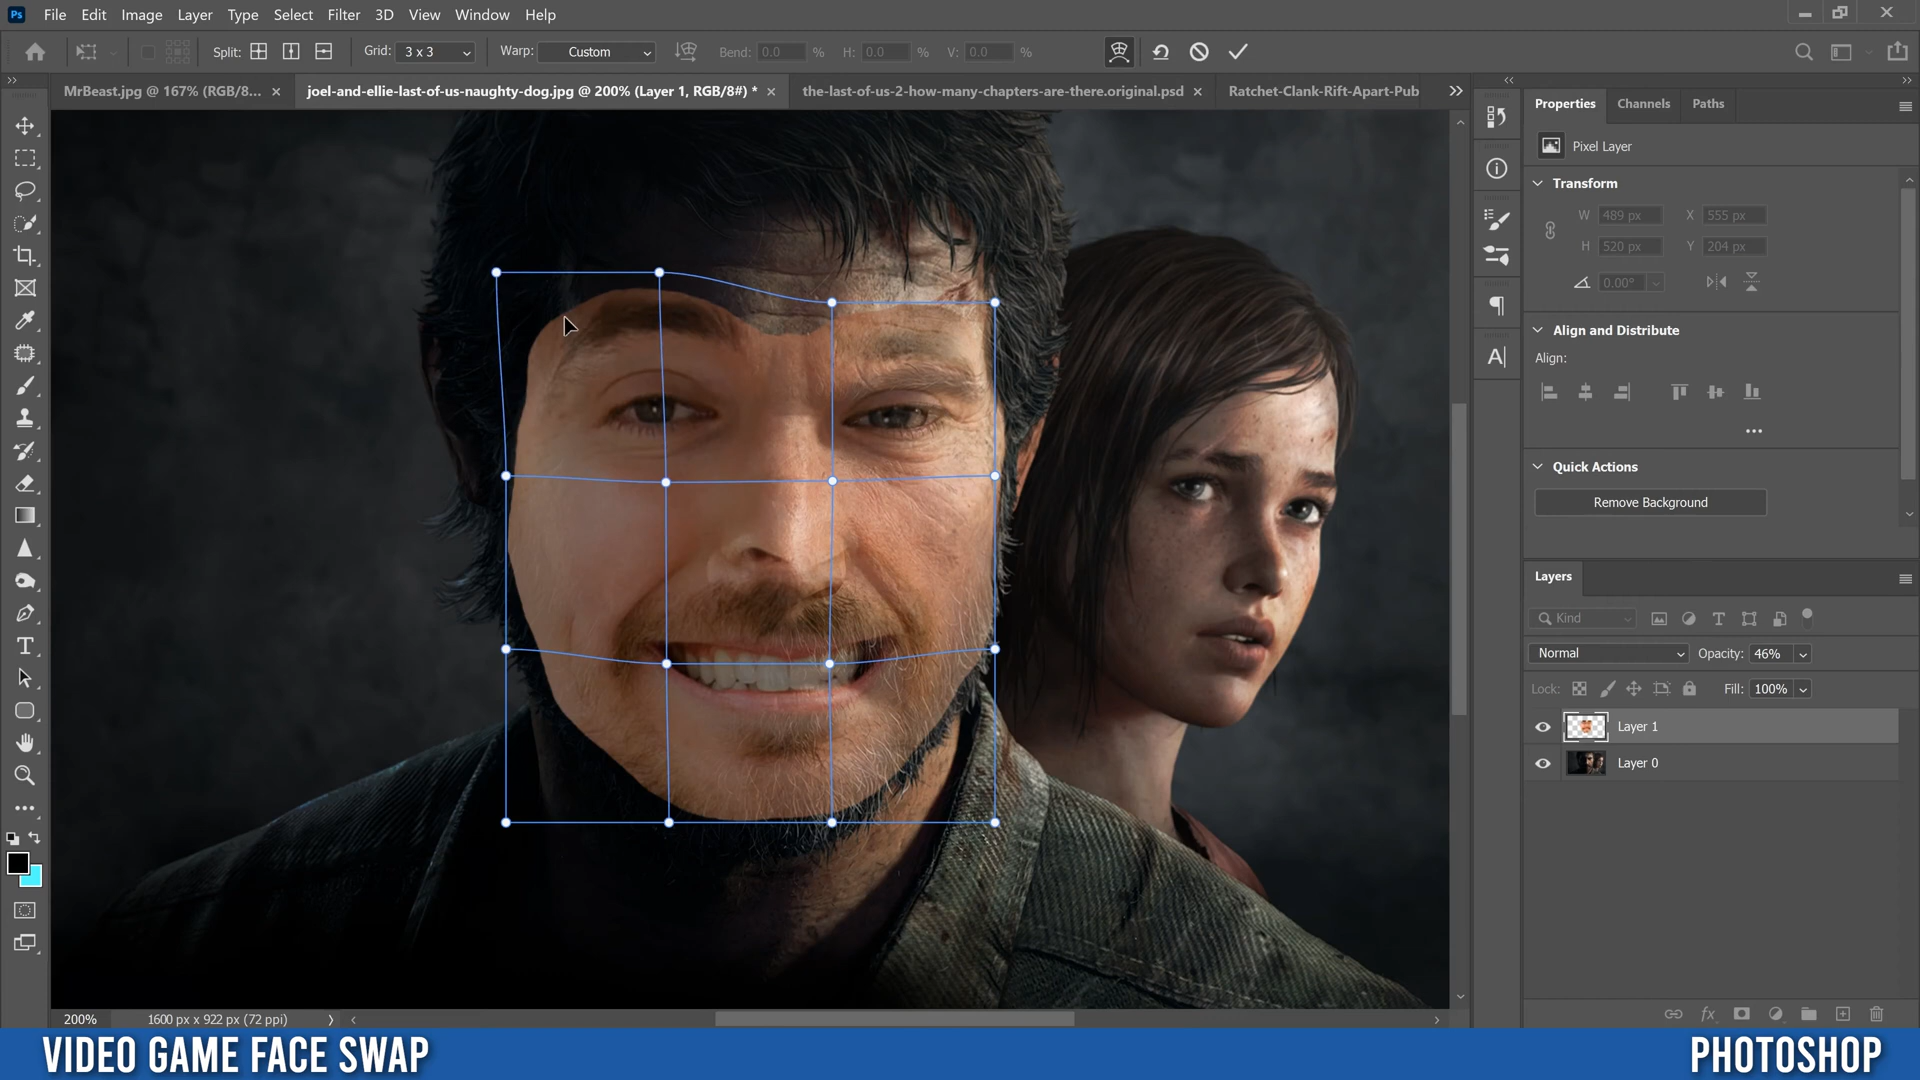 Ps File Edit Image Layer Type Select Filter 3D View Window Help
Split: Grid: 3 x 3 Warp: Custom Bend: 0.0 % H: 0.0 % V: 0.0 %
MrBeast.jpg @ 167% (RGB/8... × joel-and-ellie-last-of-us-naughty-dog.jpg @ 200% (Layer 1, RGB/8#) * × the-last-of-us-2-how-many-chapters-are-there.original.psd × Ratchet-Clank-Rift-Apart-Pub
Properties Channels Paths
Pixel Layer
Transform
W 489 px X 555 px
H 520 px Y 204 px
0.00°
Align and Distribute
Align:
Quick Actions
Remove Background
Layers
Kind
Normal Opacity: 46%
Lock: Fill: 100%
Layer 1
Layer 0
200% 1600 px x 922 px (72 ppi)
VIDEO GAME FACE SWAP PHOTOSHOP